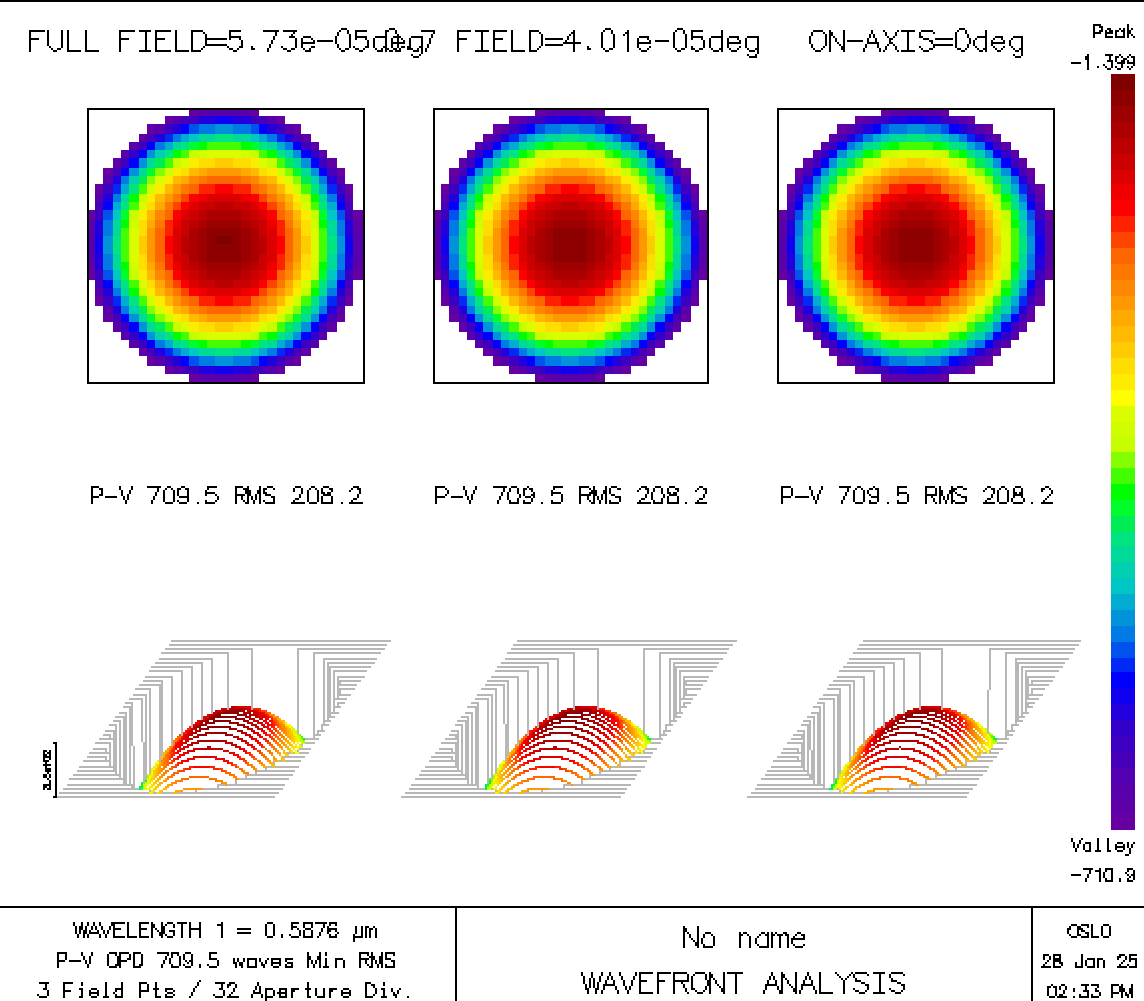 FULL FIELD=5.73e-05deg
0.7 FIELD=4.01e-05deg
ON-AXIS=0deg
Peak
-1.399
P-V 709.5 RMS 208.2
P-V 709.5 RMS 208.2
P-V 709.5 RMS 208.2
Valley
-710.9
WAVELENGTH 1 = 0.5876 µm
P-V OPD 709.5 waves Min RMS
3 Field Pts / 32 Aperture Div.
No name
WAVEFRONT ANALYSIS
OSLO
28 Jan 25
02:33 PM